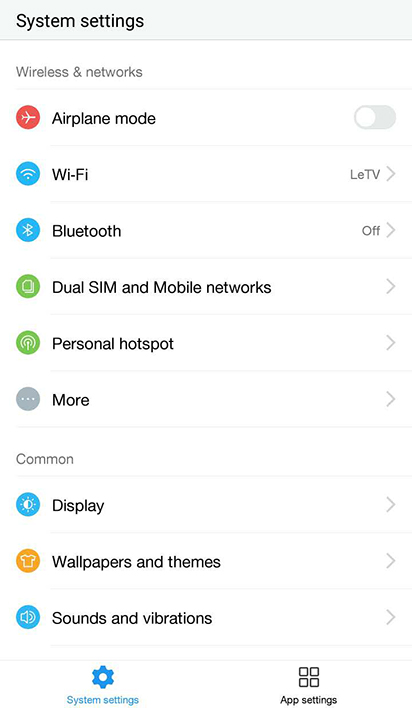 System settings
Wireless & networks
Airplane mode
Wi-Fi LeTV
Bluetooth Off
Dual SIM and Mobile networks
Personal hotspot
More
Common
Display
Wallpapers and themes
Sounds and vibrations
System settings App settings